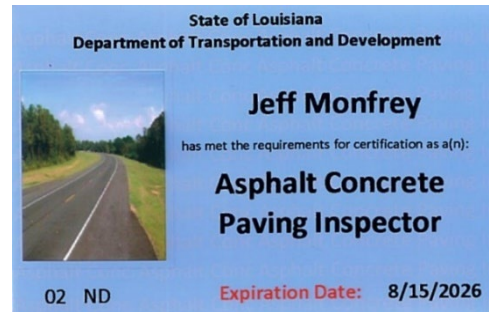 State of Louisiana
Department of Transportation and Development
Jeff Monfrey
has met the requirements for certification as a(n):
Asphalt Concrete
Paving Inspector
02 ND
Expiration Date: 8/15/2026